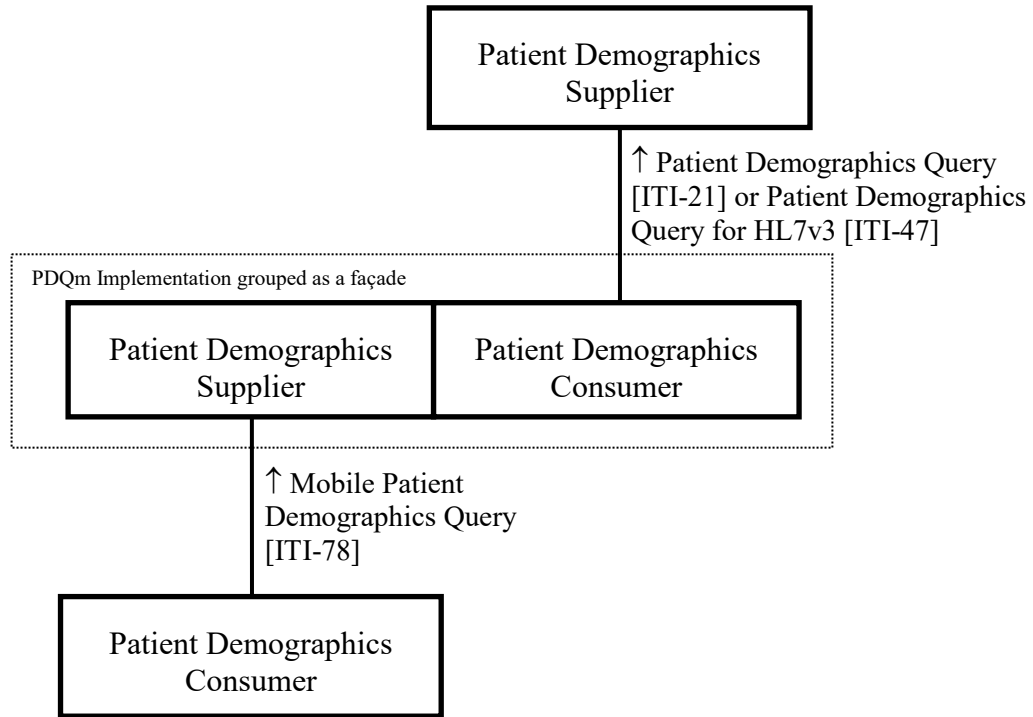 Patient Demographics
Supplier
↑ Patient Demographics Query
[ITI-21] or Patient Demographics
Query for HL7v3 [ITI-47]
PDQm Implementation grouped as a façade
Patient Demographics
Supplier
Patient Demographics
Consumer
↑ Mobile Patient
Demographics Query
[ITI-78]
Patient Demographics
Consumer